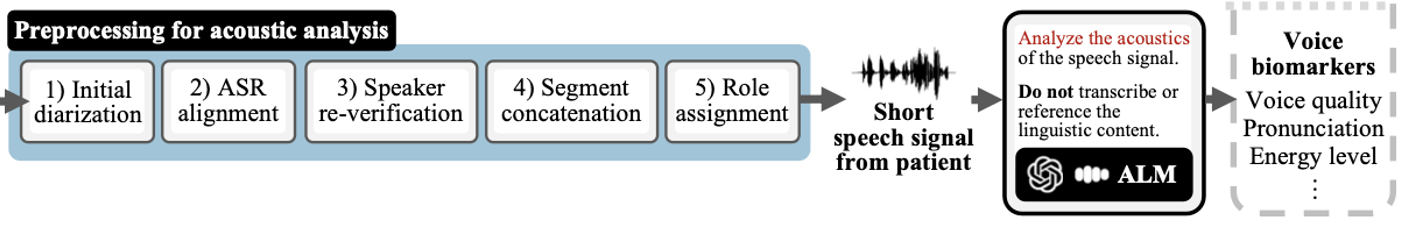 Preprocessing for acoustic analysis
1) Initial
diarization
2) ASR
alignment
3) Speaker
re-verification
4) Segment
concatenation
5) Role
assignment
Short
speech signal
from patient
Analyze the acoustics
of the speech signal.
Do not transcribe or
reference the
linguistic content.
ALM
Voice
biomarkers
Voice quality
Pronunciation
Energy level
⋮